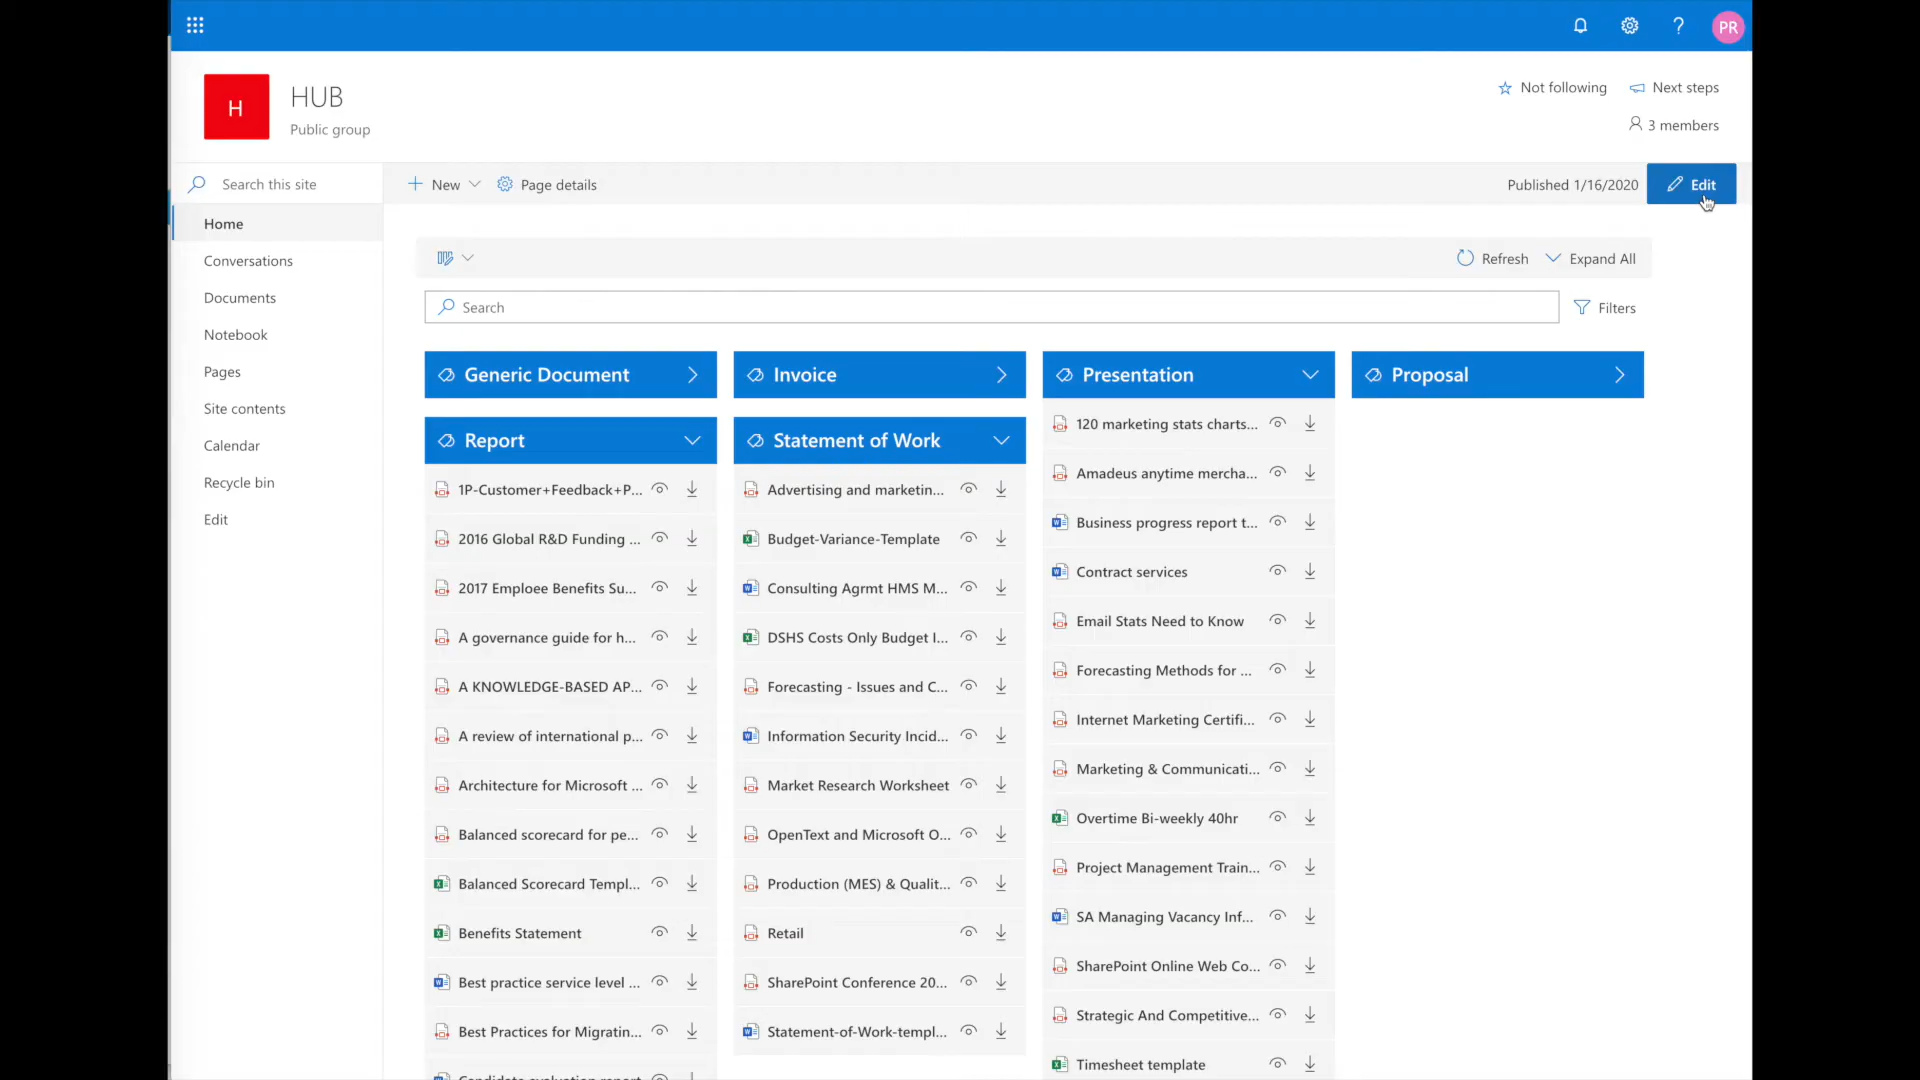 PR
H
HUB
Public group
Not following
Next steps
3 members
Search this site
New
Page details
Published 1/16/2020
Edit
Home
Conversations
Documents
Notebook
Pages
Site contents
Calendar
Recycle bin
Edit
Refresh
Expand All
Search
Filters
Generic Document
Report
1P-Customer+Feedback+P...
2016 Global R&D Funding ...
2017 Emploee Benefits Su...
A governance guide for h...
A KNOWLEDGE-BASED AP...
A review of international p...
Architecture for Microsoft ...
Balanced scorecard for pe...
Balanced Scorecard Templ...
Benefits Statement
Best practice service level ...
Best Practices for Migratin...
Invoice
Statement of Work
Advertising and marketin...
Budget-Variance-Template
Consulting Agrmt HMS M...
DSHS Costs Only Budget I...
Forecasting - Issues and C...
Information Security Incid...
Market Research Worksheet
OpenText and Microsoft O...
Production (MES) & Qualit...
Retail
SharePoint Conference 20...
Statement-of-Work-templ...
Presentation
120 marketing stats charts...
Amadeus anytime mercha...
Business progress report t...
Contract services
Email Stats Need to Know
Forecasting Methods for ...
Internet Marketing Certifi...
Marketing & Communicati...
Overtime Bi-weekly 40hr
Project Management Train...
SA Managing Vacancy Inf...
SharePoint Online Web Co...
Strategic And Competitive...
Timesheet template
Proposal